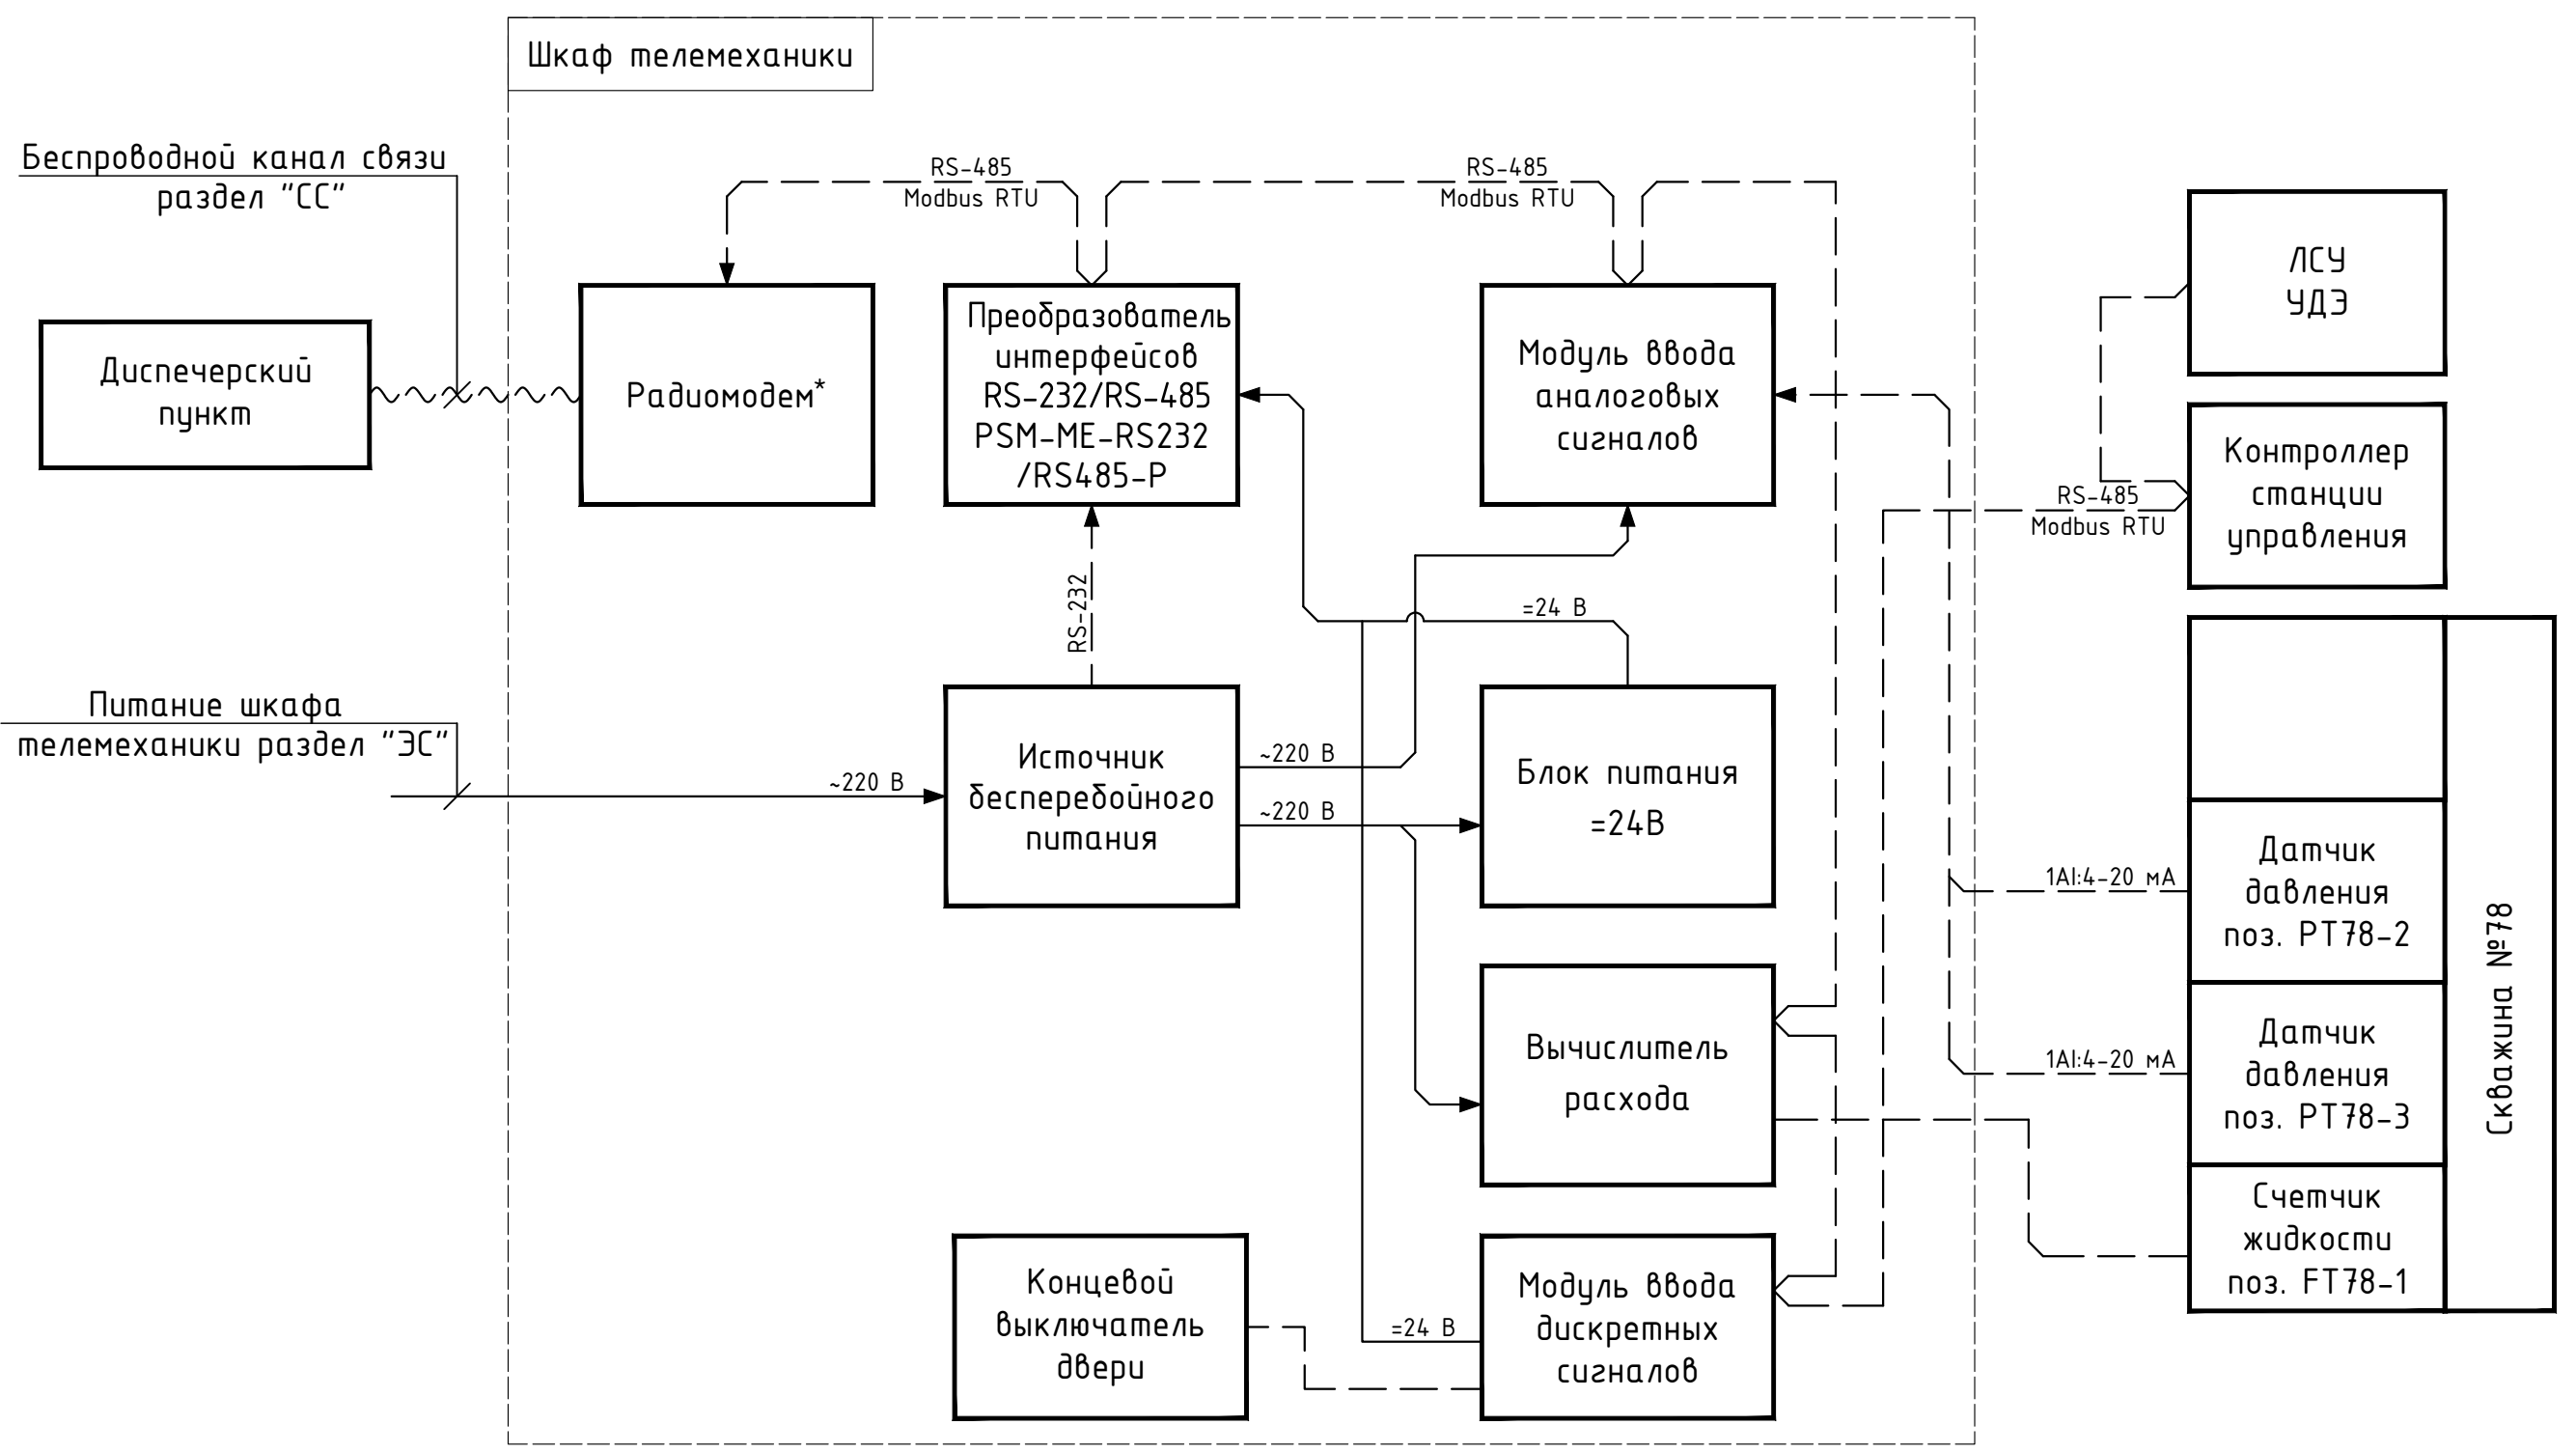 Шкаф телемеханики
Беспроводной канал связи
раздел "СС"
RS-485
Modbus RTU
RS-485
Modbus RTU
Диспечерский
пункт
Радиомодем*
Преобразователь
интерфейсов
RS-232/RS-485
PSM-ME-RS232
/RS485-P
Модуль ввода
аналоговых
сигналов
ЛСУ
УДЭ
Контроллер
станции
управления
RS-485
Modbus RTU
RS-232
=24 В
Питание шкафа
телемеханики раздел "ЭС"
~220 В
Источник
бесперебойного
питания
~220 В
~220 В
Блок питания
=24В
1AI:4-20 мА
Датчик
давления
поз. PT78-2
Скважина №78
Вычислитель
расхода
1AI:4-20 мА
Датчик
давления
поз. PT78-3
Счетчик
жидкости
поз. FT78-1
Концевой
выключатель
двери
=24 В
Модуль ввода
дискретных
сигналов